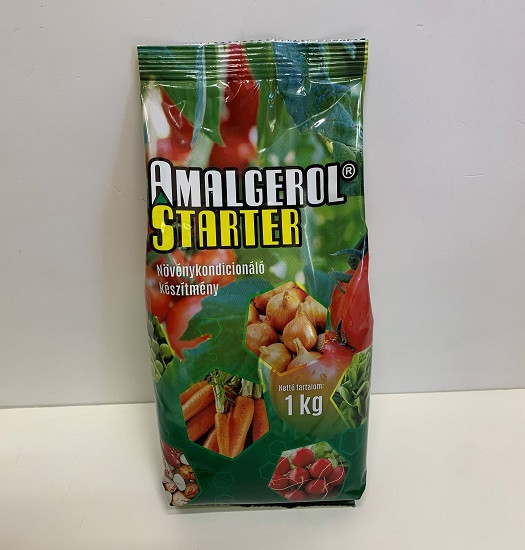 AMALGEROL®
STARTER
Növénykondicionáló
készítmény
Nettó tartalom:
1 kg